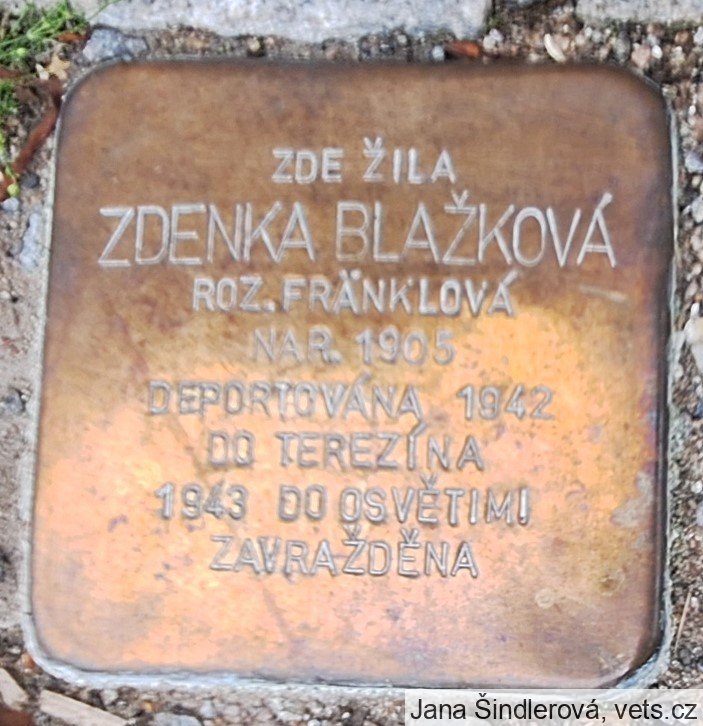 ZDE ŽILA
ZDENKA BLAŽKOVÁ
ROZ. FRÄNKLOVÁ
NAR. 1905
DEPORTOVÁNA 1942
DO TEREZÍNA
1943 DO OSVĚTIMI
ZAVRAŽDĚNA
Jana Šindlerová, vets.cz